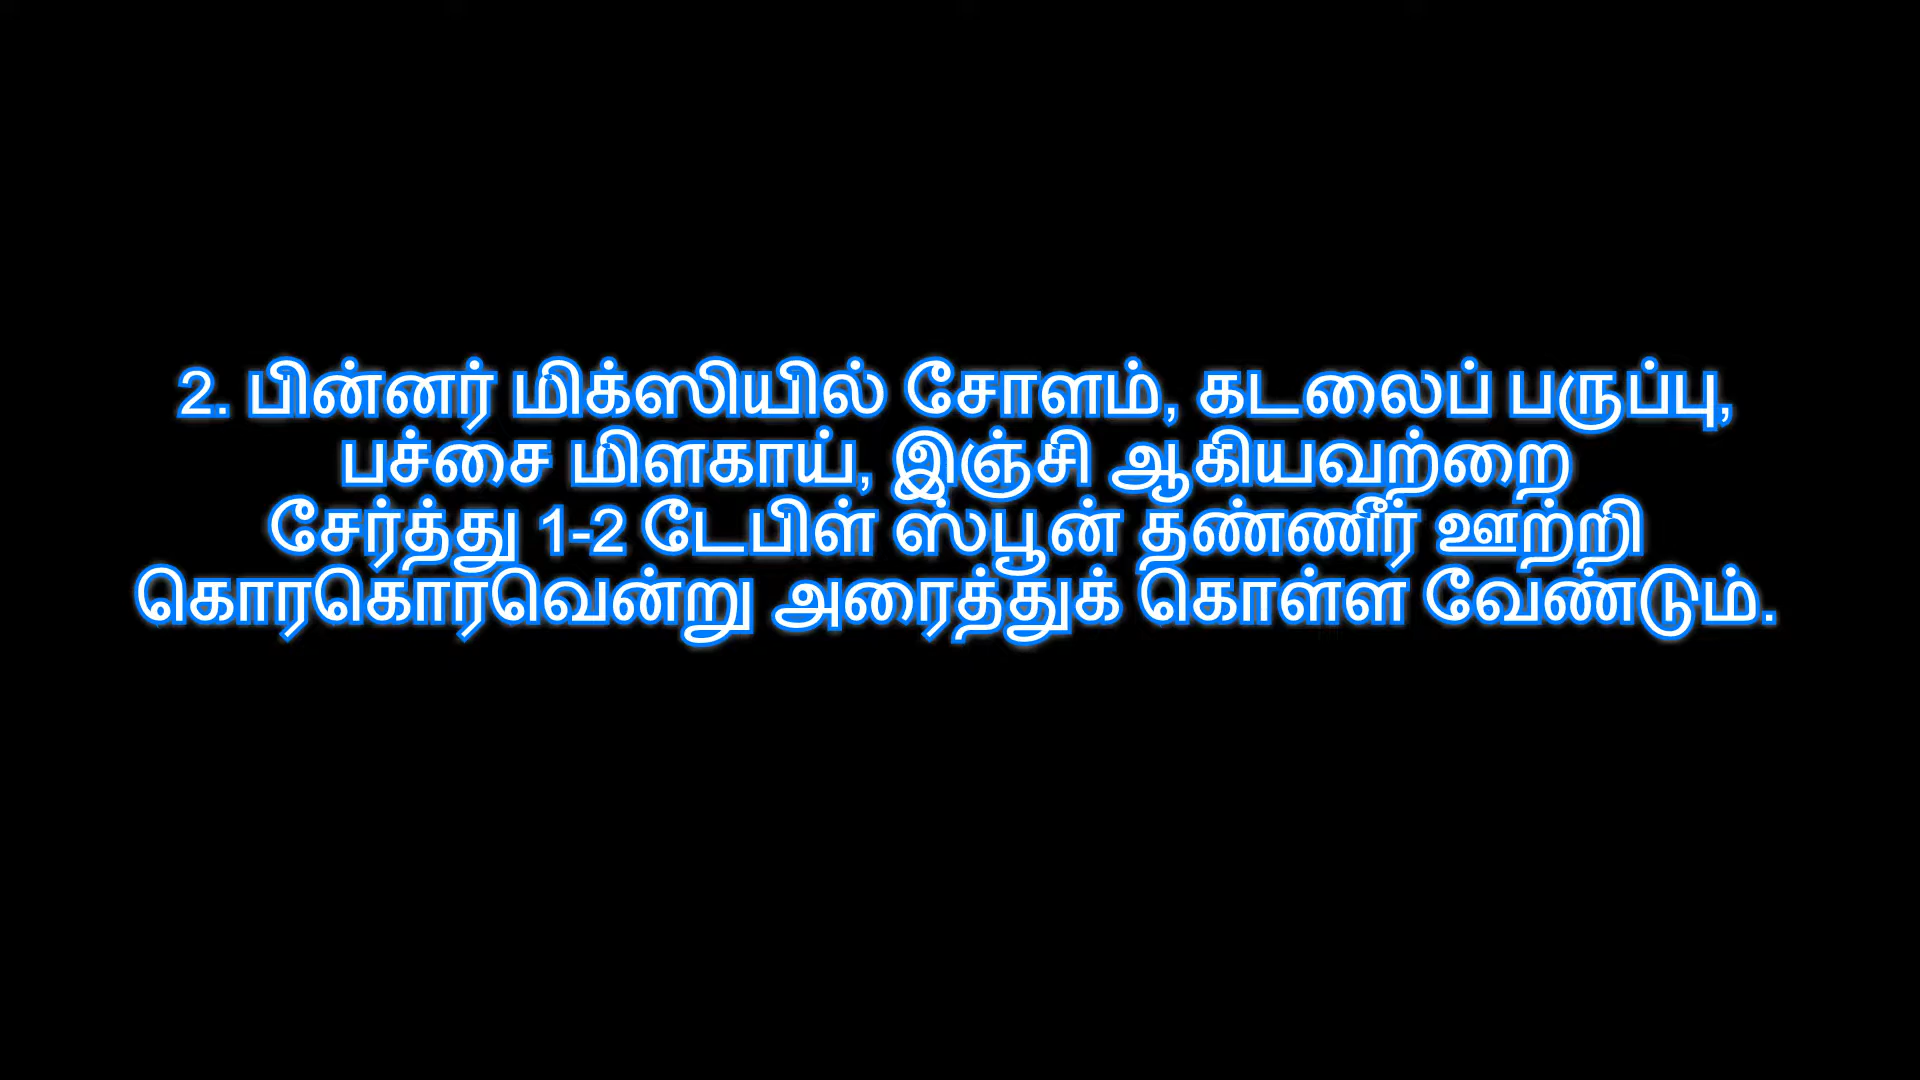 2. பின்னர் மிக்ஸியில் சோளம், கடலைப் பருப்பு,
பச்சை மிளகாய், இஞ்சி ஆகியவற்றை
சேர்த்து 1-2 டேபிள் ஸ்பூன் தண்ணீர் ஊற்றி
கொரகொரவென்று அரைத்துக் கொள்ள வேண்டும்.